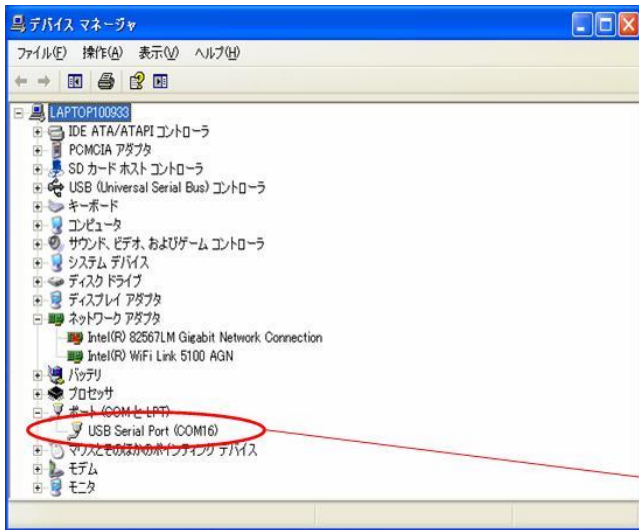 デバイス マネージャ
ファイル(F) 操作(A) 表示(V) ヘルプ(H)
LAPTOP100933
IDE ATA/ATAPI コントローラ
PCMCIA アダプタ
SD カード ホスト コントローラ
USB (Universal Serial Bus) コントローラ
キーボード
コンピュータ
サウンド、ビデオ、およびゲーム コントローラ
システム デバイス
ディスク ドライブ
ディスプレイ アダプタ
ネットワーク アダプタ
Intel(R) 82567LM Gigabit Network Connection
Intel(R) WiFi Link 5100 AGN
バッテリ
プロセッサ
ポート (COM と LPT)
USB Serial Port (COM16)
マウスとそのほかのポインティング デバイス
モデム
モニタ